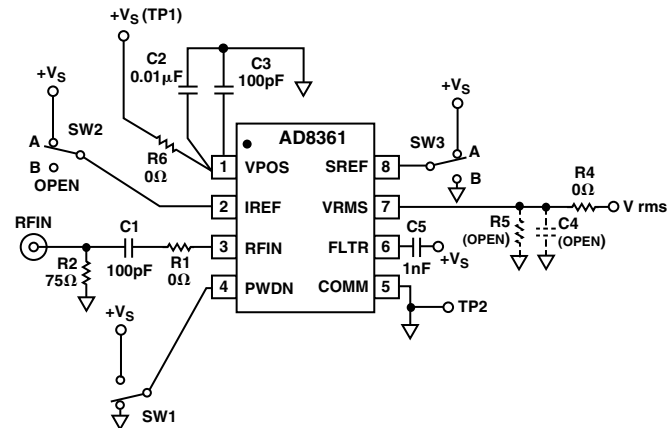 +VS (TP1)
C2
0.01μF
C3
100pF
+VS
A
SW2
B
OPEN
R6
0Ω
AD8361
1 VPOS
SREF 8
2 IREF
VRMS 7
3 RFIN
FLTR 6
4 PWDN
COMM 5
+VS
SW3
A
B
R4
0Ω
V rms
R5
(OPEN)
C4
(OPEN)
C5
1nF
+VS
TP2
RFIN
C1
100pF
R2
75Ω
R1
0Ω
+VS
SW1